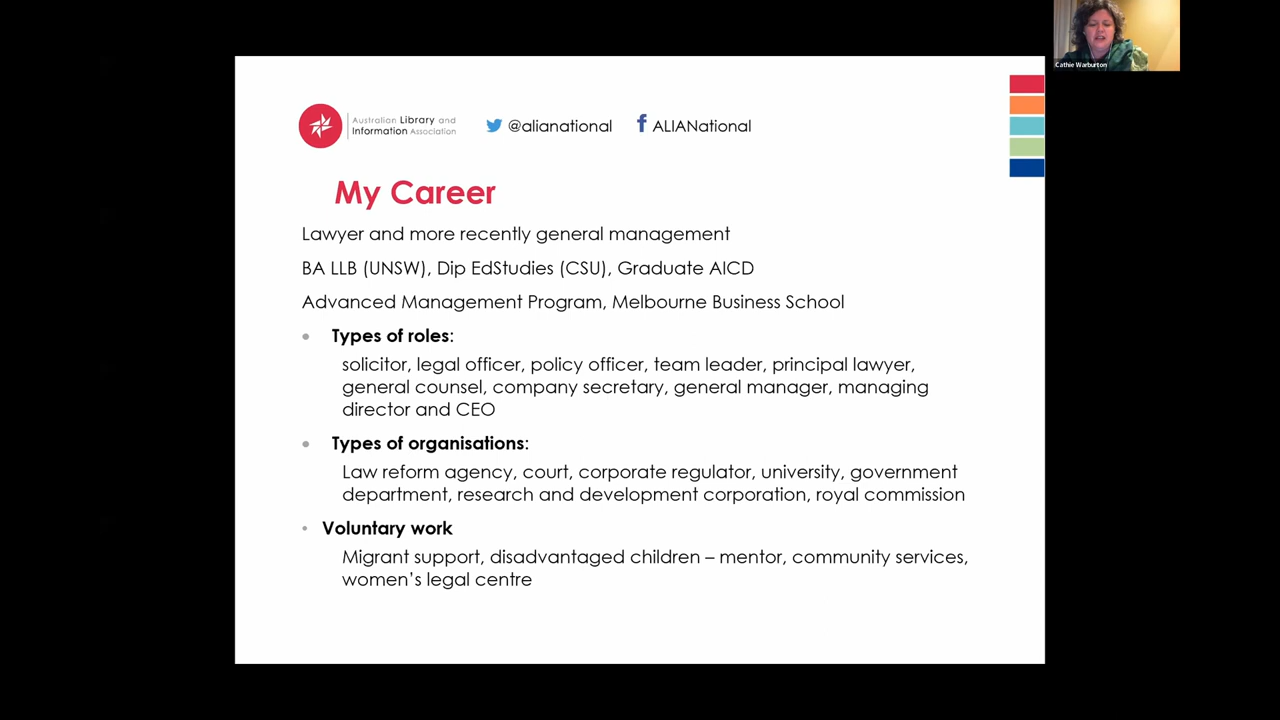 Cathie Warburton
Australian Library and
Information Association
@alianational
ALIANational
My Career
Lawyer and more recently general management
BA LLB (UNSW), Dip EdStudies (CSU), Graduate AICD
Advanced Management Program, Melbourne Business School
• Types of roles:
solicitor, legal officer, policy officer, team leader, principal lawyer,
general counsel, company secretary, general manager, managing
director and CEO
• Types of organisations:
Law reform agency, court, corporate regulator, university, government
department, research and development corporation, royal commission
• Voluntary work
Migrant support, disadvantaged children – mentor, community services,
women's legal centre